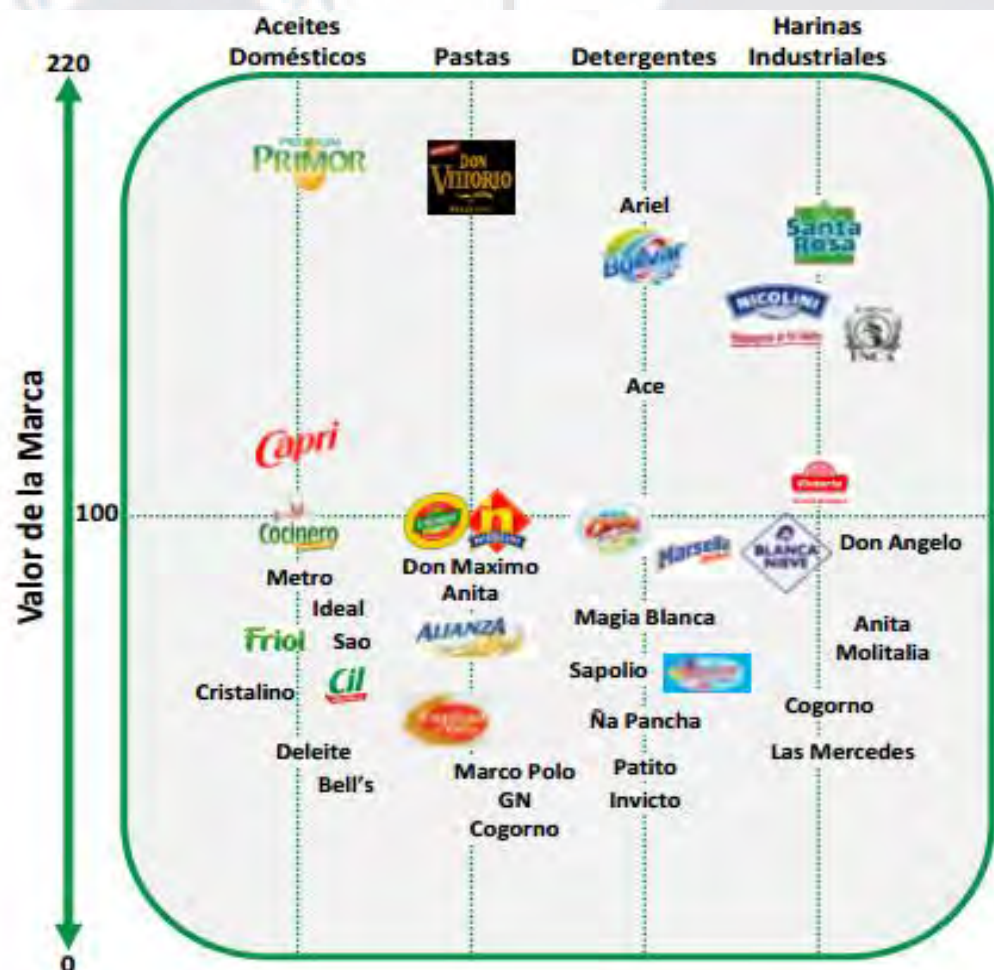 Aceites
Domésticos
Pastas
Detergentes
Harinas
Industriales
220
PRIMOR
DON
VITTORIO
Ariel
Bolívar
Santa
Rosa
NICOLINI
INCA
Ace
Valor de la Marca
Capri
Victoria
100
Cocinero
n
NICOLINI
Opal
Marsella
BLANCA
NIEVE
Don Angelo
Metro
Don Maximo
Anita
Ideal
Magia Blanca
Anita
Molitalia
Friol
Sao
ALIANZA
Sapolio
Cristalino
Cil
Ña Pancha
Cogorno
Deleite
Bell's
Marco Polo
GN
Cogorno
Patito
Invicto
Las Mercedes
0